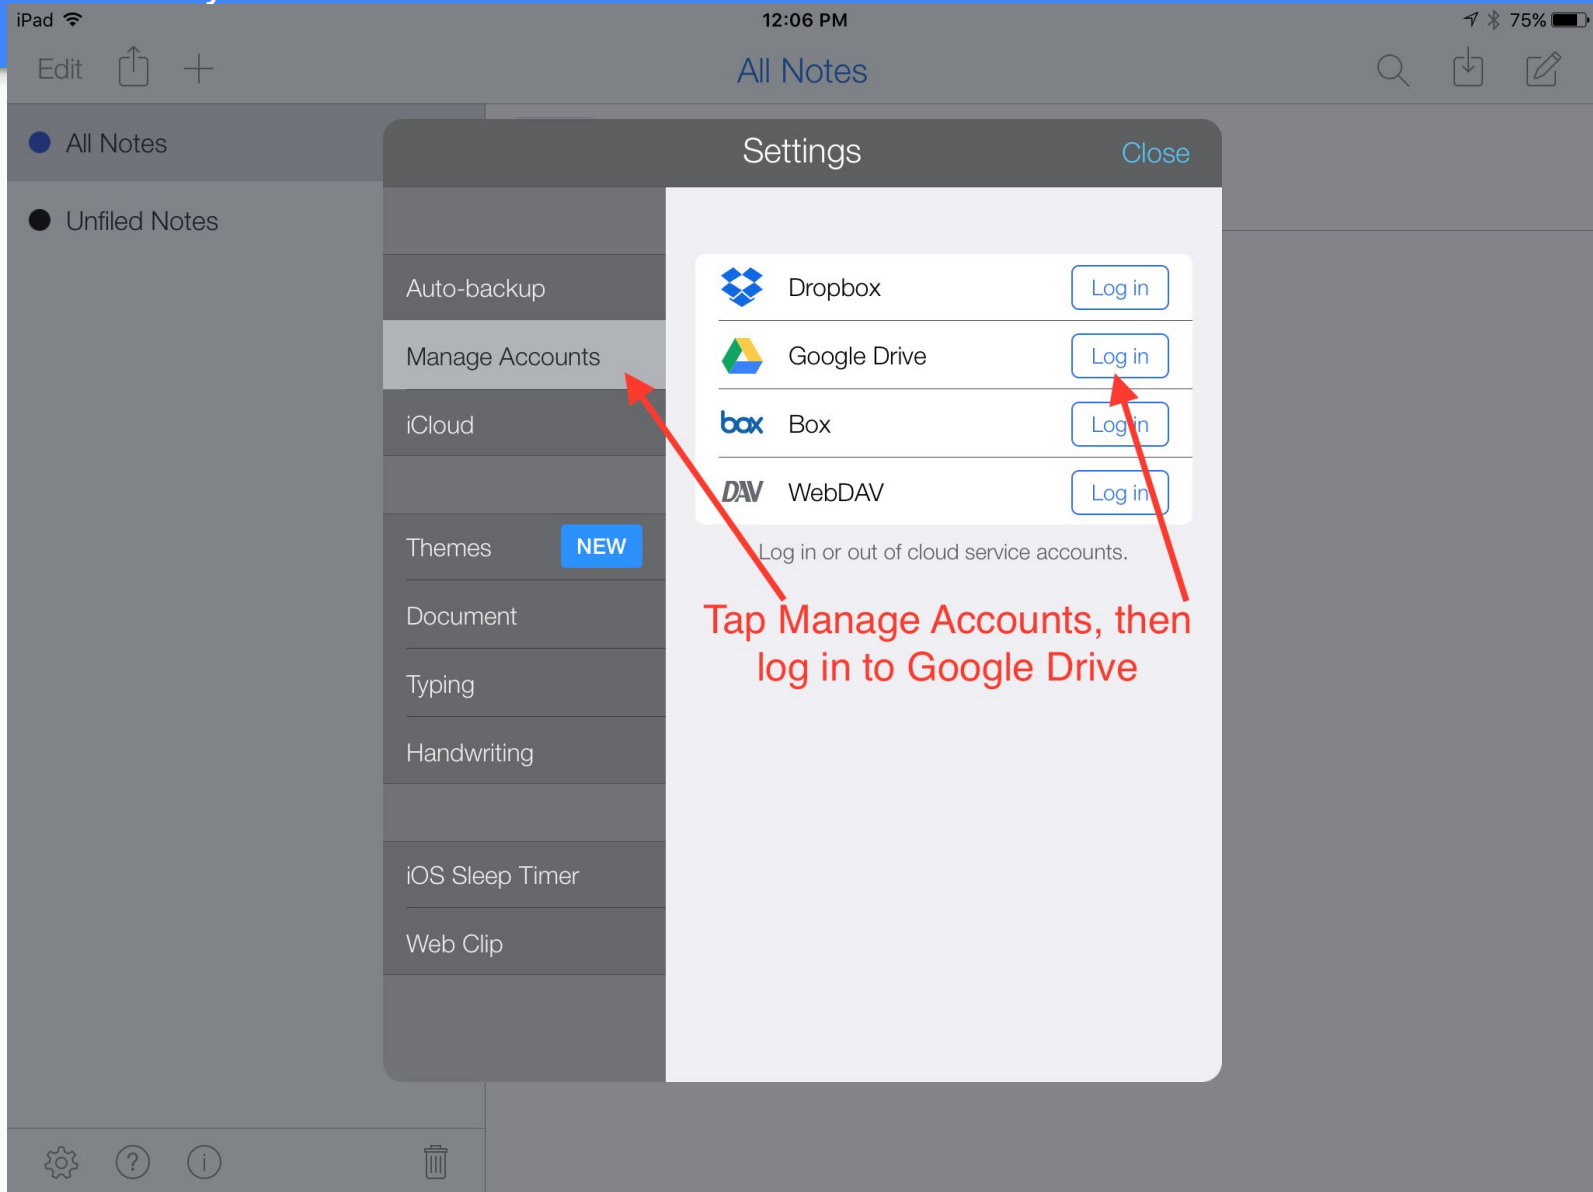 iPad
12:06 PM
75%
Edit
All Notes
All Notes
Unfiled Notes
Settings
Close
Auto-backup
Manage Accounts
iCloud
Themes
NEW
Document
Typing
Handwriting
iOS Sleep Timer
Web Clip
Dropbox
Log in
Google Drive
Log in
box
Box
Log in
DAV
WebDAV
Log in
Log in or out of cloud service accounts.
Tap Manage Accounts, then
log in to Google Drive